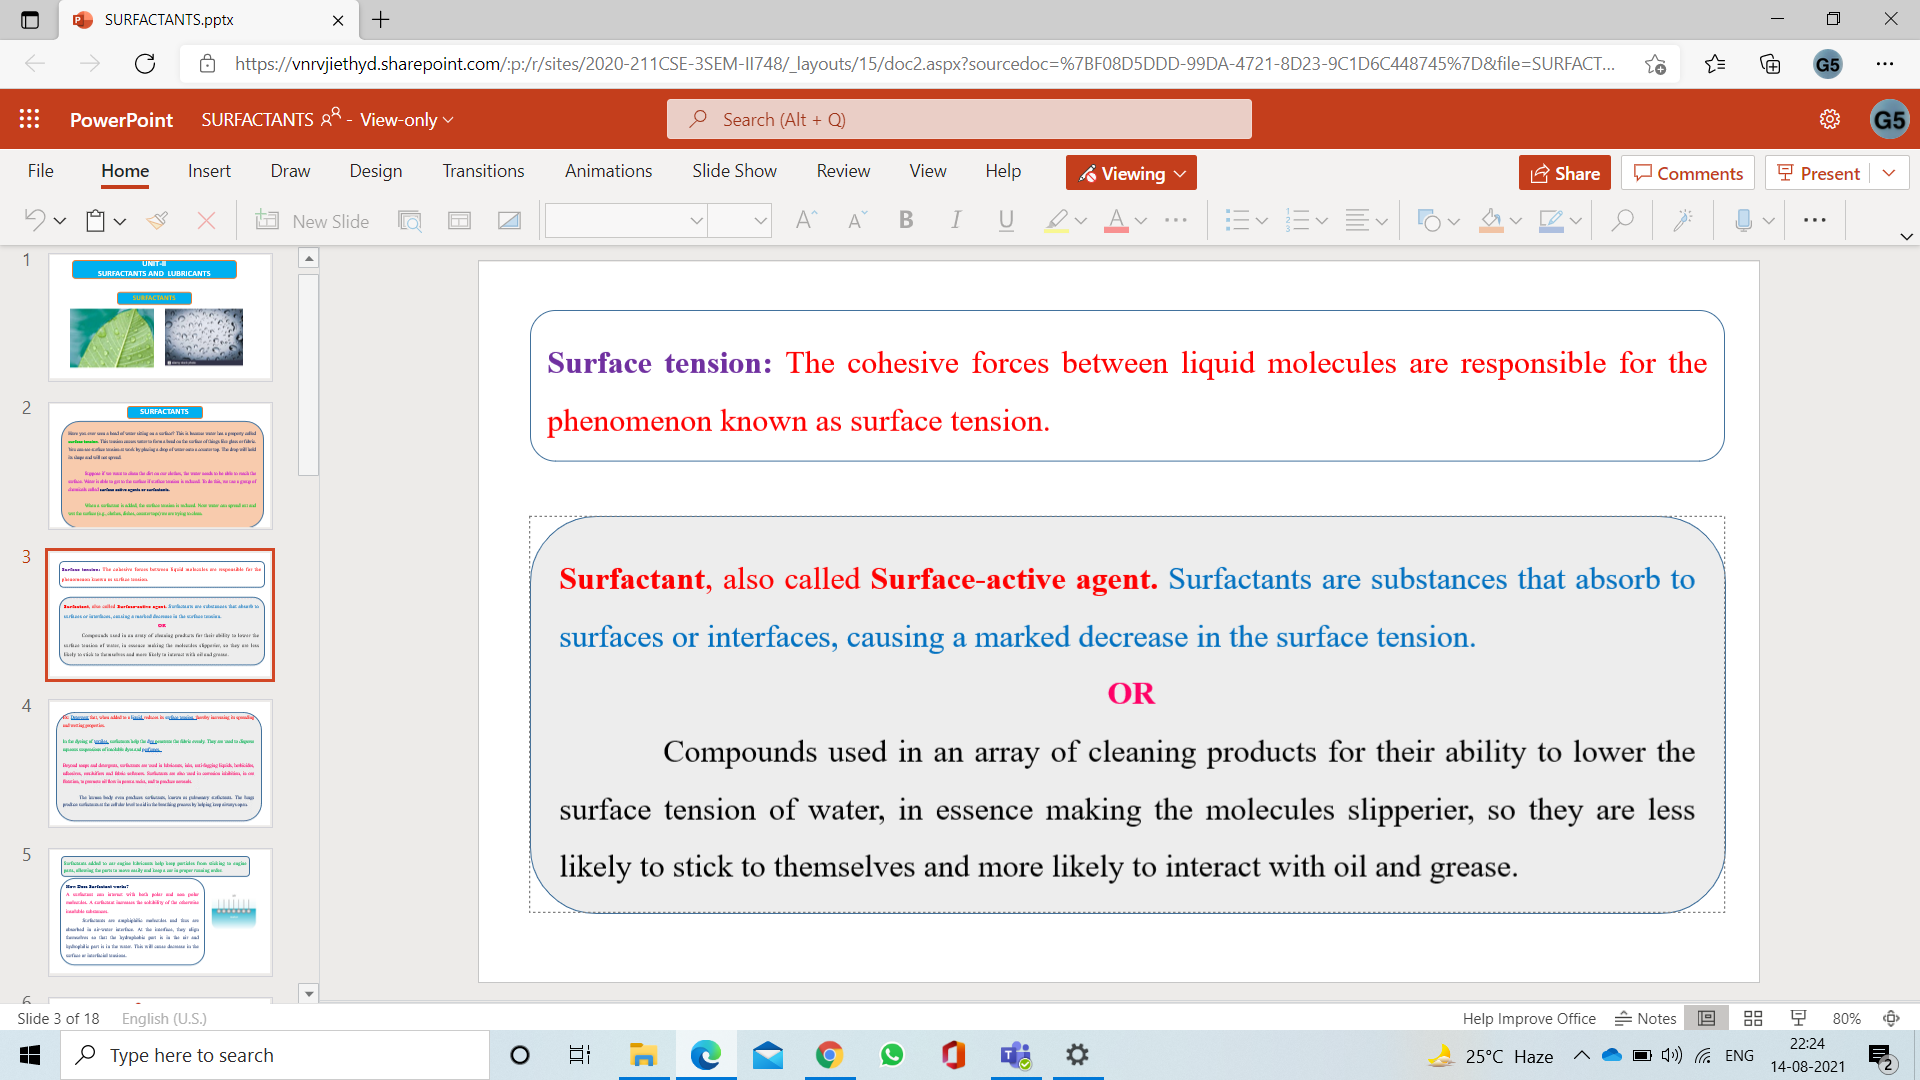 SURFACTANTS.pptx
https://vnrvjiethyd.sharepoint.com/:p:/r/sites/2020-211CSE-3SEM-II748/_layouts/15/doc2.aspx?sourcedoc=%7BF08D5DDD-99DA-4721-8D23-9C1D6C448745%7D&file=SURFACT...
G5
PowerPoint SURFACTANTS - View-only
Search (Alt + Q)
G5
File Home Insert Draw Design Transitions Animations Slide Show Review View Help Viewing Share Comments Present
New Slide
1
UNIT-II
SURFACTANTS AND LUBRICANTS
SURFACTANTS
2
SURFACTANTS
3
4
5
How Does Surfactant works?
6
Surface tension: The cohesive forces between liquid molecules are responsible for the
phenomenon known as surface tension.
Surfactant, also called Surface-active agent. Surfactants are substances that absorb to
surfaces or interfaces, causing a marked decrease in the surface tension.
OR
Compounds used in an array of cleaning products for their ability to lower the
surface tension of water, in essence making the molecules slipperier, so they are less
likely to stick to themselves and more likely to interact with oil and grease.
Slide 3 of 18 English (U.S.)
Help Improve Office Notes 80%
Type here to search
25°C Haze
ENG
22:24
14-08-2021
2